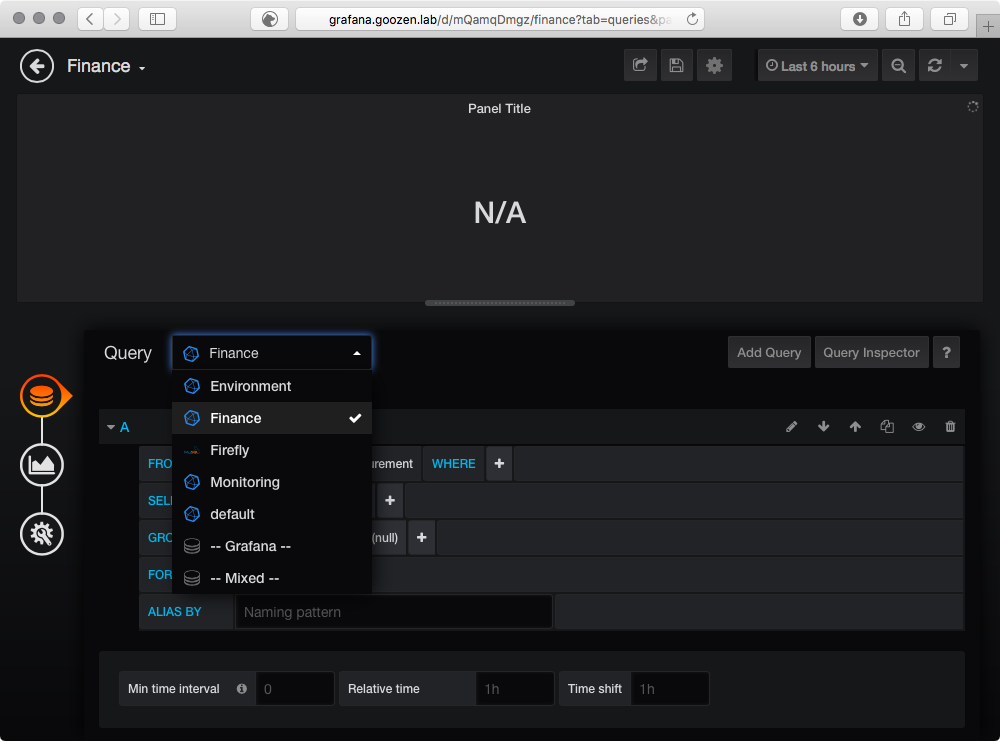 grafana.goozen.lab/d/mQamqDmgz/finance?tab=queries&pa
Finance
Last 6 hours
Panel Title
N/A
Query
Finance
Add Query
Query Inspector
?
Environment
Finance
Firefly
Monitoring
default
-- Grafana --
-- Mixed --
A
FRO
urement
WHERE
+
SELE
+
GRO
(null)
+
FOR
ALIAS BY
Naming pattern
Min time interval
0
Relative time
1h
Time shift
1h